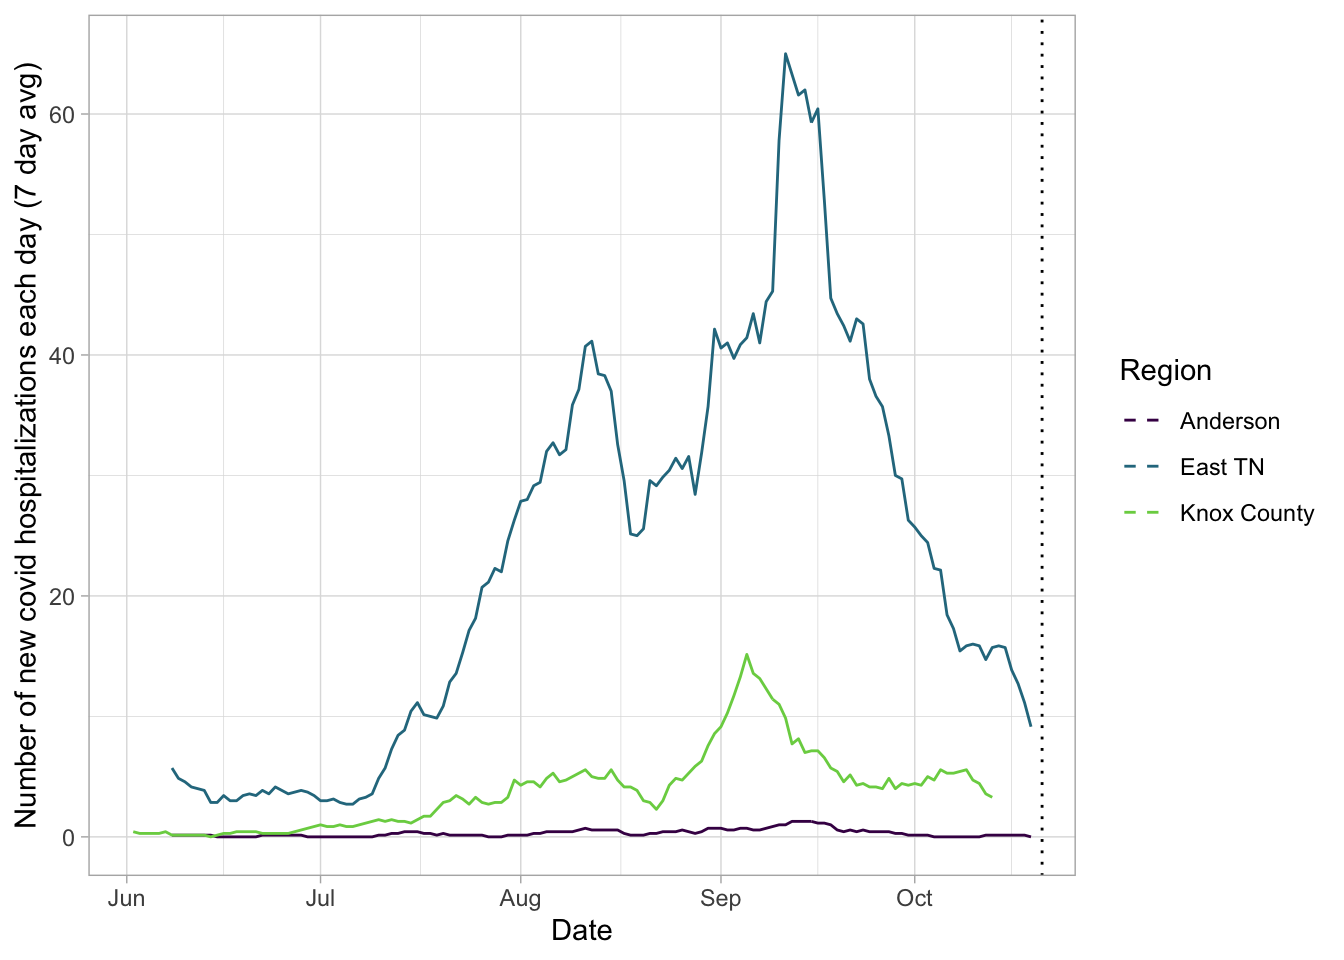 Number of new covid hospitalizations each day (7 day avg)
60
40
20
0
Jun Jul Aug Sep Oct
Date
Region
Anderson
East TN
Knox County